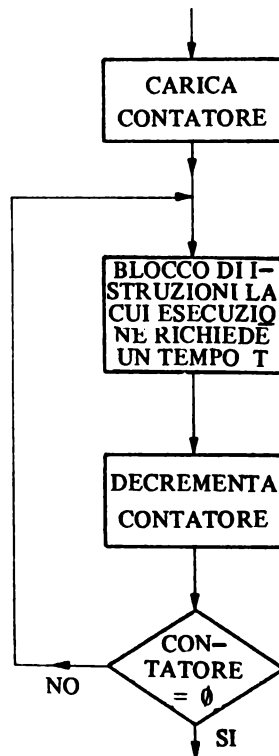 CARICA
CONTATORE
BLOCCO DI I-
STRUZIONI LA
CUI ESECUZIO
NE RICHIEDE
UN TEMPO T
DECREMENTA
CONTATORE
CON-
TATORE
= ∅
NO
SI